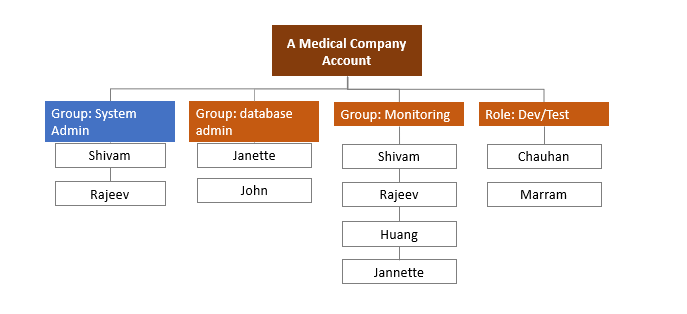 A Medical Company
Account
Group: System
Admin
Shivam
Rajeev
Group: database
admin
Janette
John
Group: Monitoring
Shivam
Rajeev
Huang
Jannette
Role: Dev/Test
Chauhan
Marram